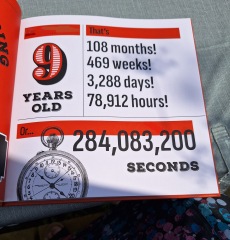 9
YEARS
OLD
That's
108 months!
469 weeks!
3,288 days!
78,912 hours!
Or...
284,083,200
SECONDS